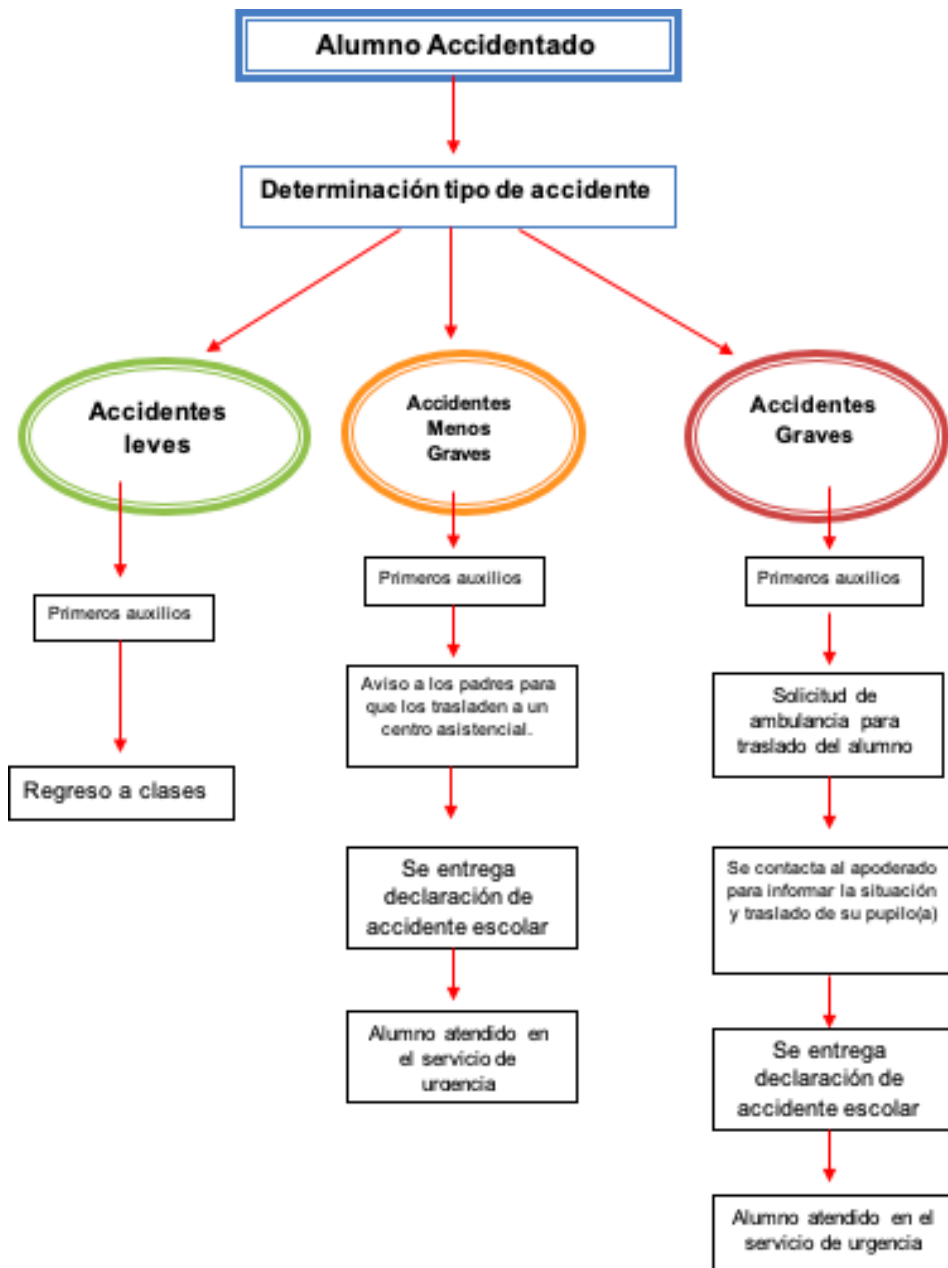 Alumno Accidentado
Determinación tipo de accidente
Accidentes
leves
Primeros auxilios
Regreso a clases
Accidentes
Menos
Graves
Primeros auxilios
Aviso a los padres para
que los trasladen a un
centro asistencial.
Se entrega
declaración de
accidente escolar
Alumno atendido en
el servicio de
urgencia
Accidentes
Graves
Primeros auxilios
Solicitud de
ambulancia para
traslado del alumno
Se contacta al apoderado
para informar la situación
y traslado de su pupilo(a)
Se entrega
declaración de
accidente escolar
Alumno atendido en el
servicio de urgencia